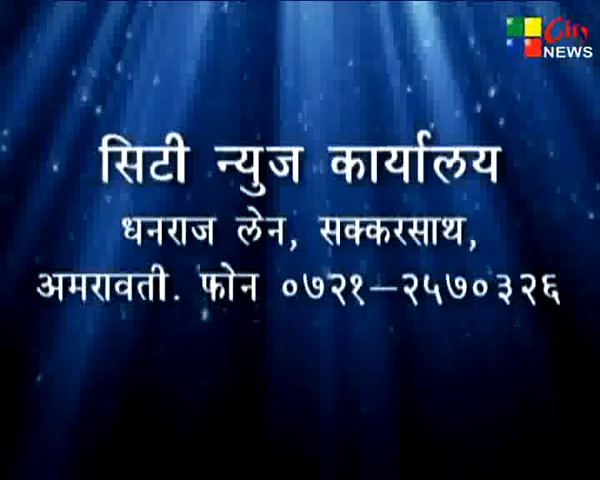 City
NEWS
सिटी न्युज कार्यालय
धनराज लेन, सक्करसाथ,
अमरावती. फोन ०७२१–२५७०३२६